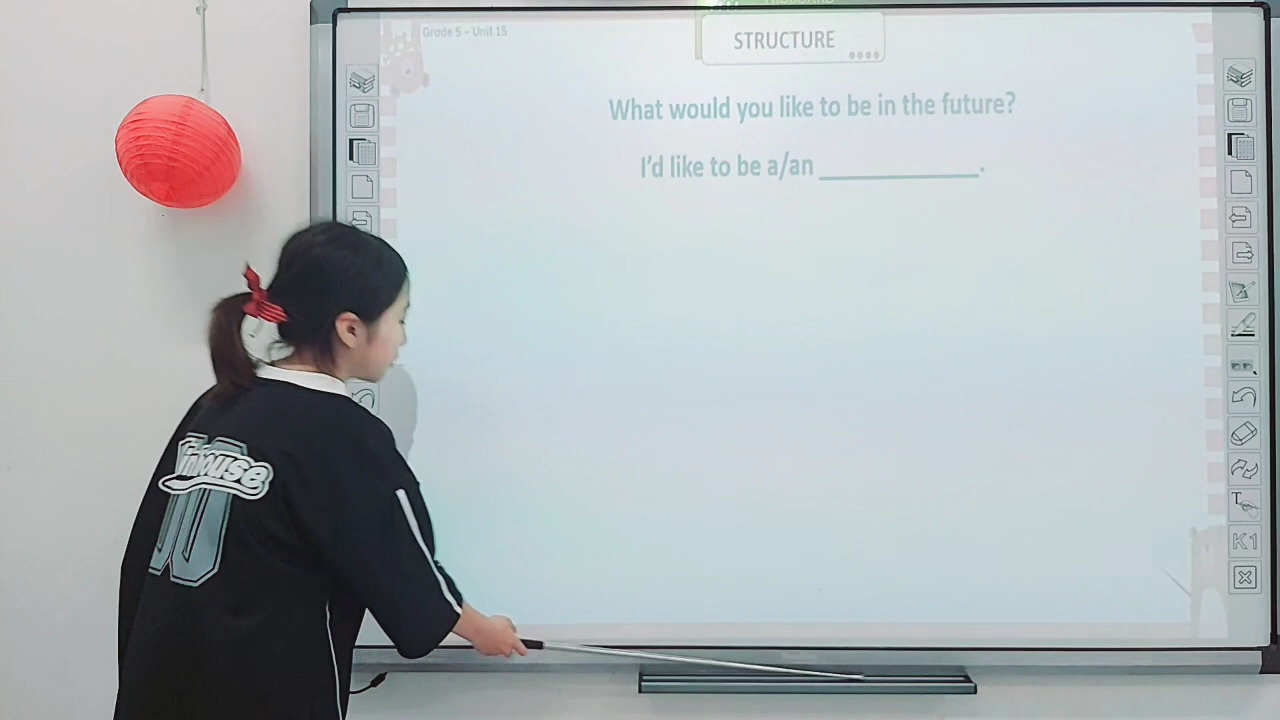 Grade 5 - Unit 15
STRUCTURE
What would you like to be in the future?
I'd like to be a/an ____________.
T
K1